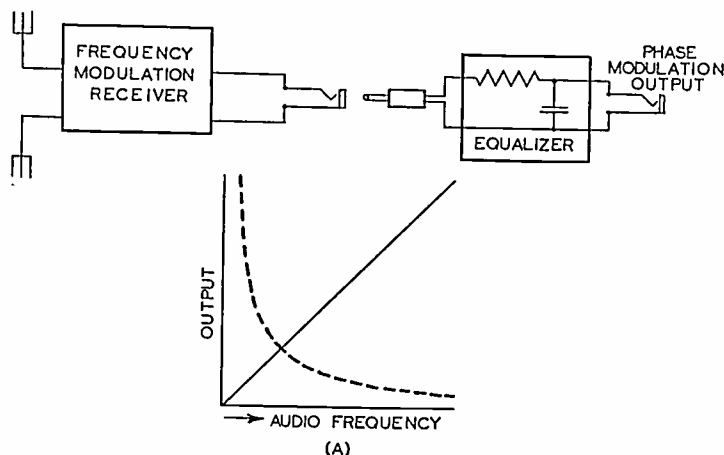 FREQUENCY
MODULATION
RECEIVER
PHASE
MODULATION
OUTPUT
EQUALIZER
OUTPUT
AUDIO FREQUENCY
(A)